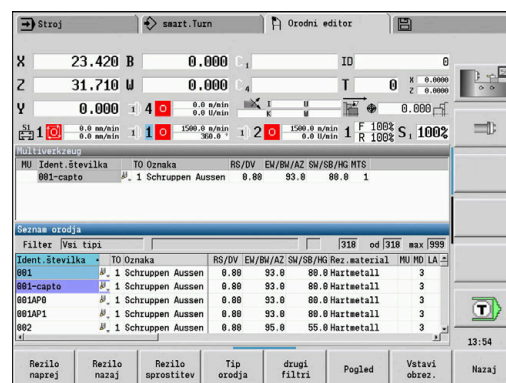 Stroj smart.Turn Orodni editor
X 23.420 B 0.000 C 1 ID 0
Z 31.710 W 0.000 C 4 T 0 X 0.0000 Z 0.0000
Y 0.000 4 0.0 m/min 0.0 U/min I U K W 0.000
S1 1 0.0 mm/min 0.0 mm/min 1 1500.0 m/min 360.0 ° 2 1500.0 m/min 0.0 U/min 1 F 100% R 100% S 1 100%
Multiverkzeug
MU Ident.številka TO Oznaka RS/DV EW/BW/AZ SW/SB/HG MTS
001-capto 1 Schruppen Aussen 0.80 93.0 80.0 1
Seznam orodja
Filter Vsi tipi 318 od 318 max 999
Ident.številka TO Oznaka RS/DV EW/BW/AZ SW/SB/HG Rez.material MU MD LA
001 1 Schruppen Aussen 0.80 93.0 80.0 Hartmetall 3
001-capto 1 Schruppen Aussen 0.80 93.0 80.0 Hartmetall 3
001AP0 1 Schruppen Aussen 0.80 93.0 80.0 Hartmetall 3
001AP1 1 Schruppen Aussen 0.80 93.0 80.0 Hartmetall 3
002 1 Schruppen Aussen 0.80 95.0 55.0 Hartmetall 3
T
13:54
Rezilo Rezilo Rezilo Tip drugi Pogled Vstavi Nazaj
naprej nazaj sprostitev orodja filtri obrez.